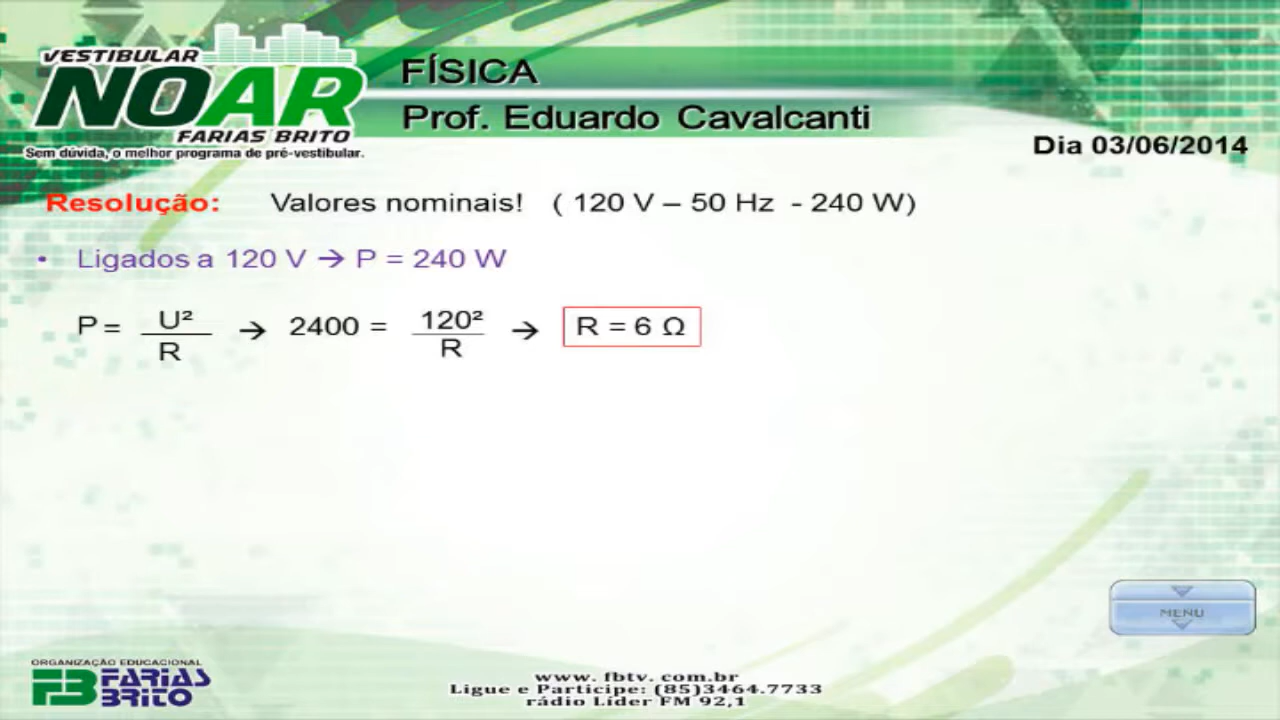 VESTIBULAR
NOAR
FARIAS BRITO
Sem dúvida, o melhor programa de pré-vestibular.
FÍSICA
Prof. Eduardo Cavalcanti
Dia 03/06/2014
Resolução: Valores nominais! ( 120 V – 50 Hz - 240 W)
• Ligados a 120 V → P = 240 W
P = U² / R → 2400 = 120² / R → R = 6 Ω
MENU
ORGANIZAÇÃO EDUCACIONAL
FB FARIAS BRITO
www. fbtv. com.br
Ligue e Participe: (85)3464.7733
rádio Líder FM 92,1